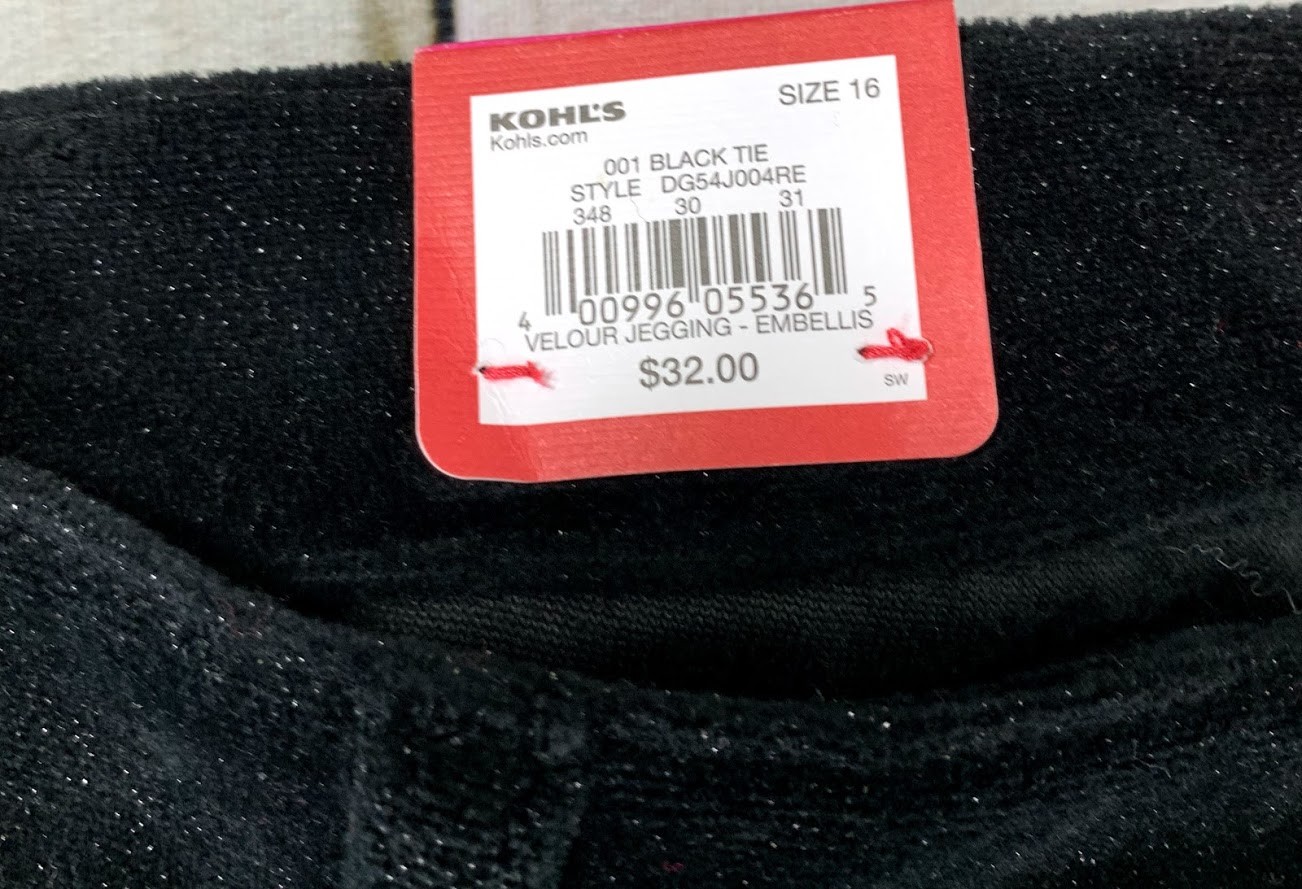 KOHL'S SIZE 16
Kohls.com
001 BLACK TIE
STYLE DG54J004RE
348 30 31
4 00996 05536 5
VELOUR JEGGING - EMBELLIS
$32.00
SW